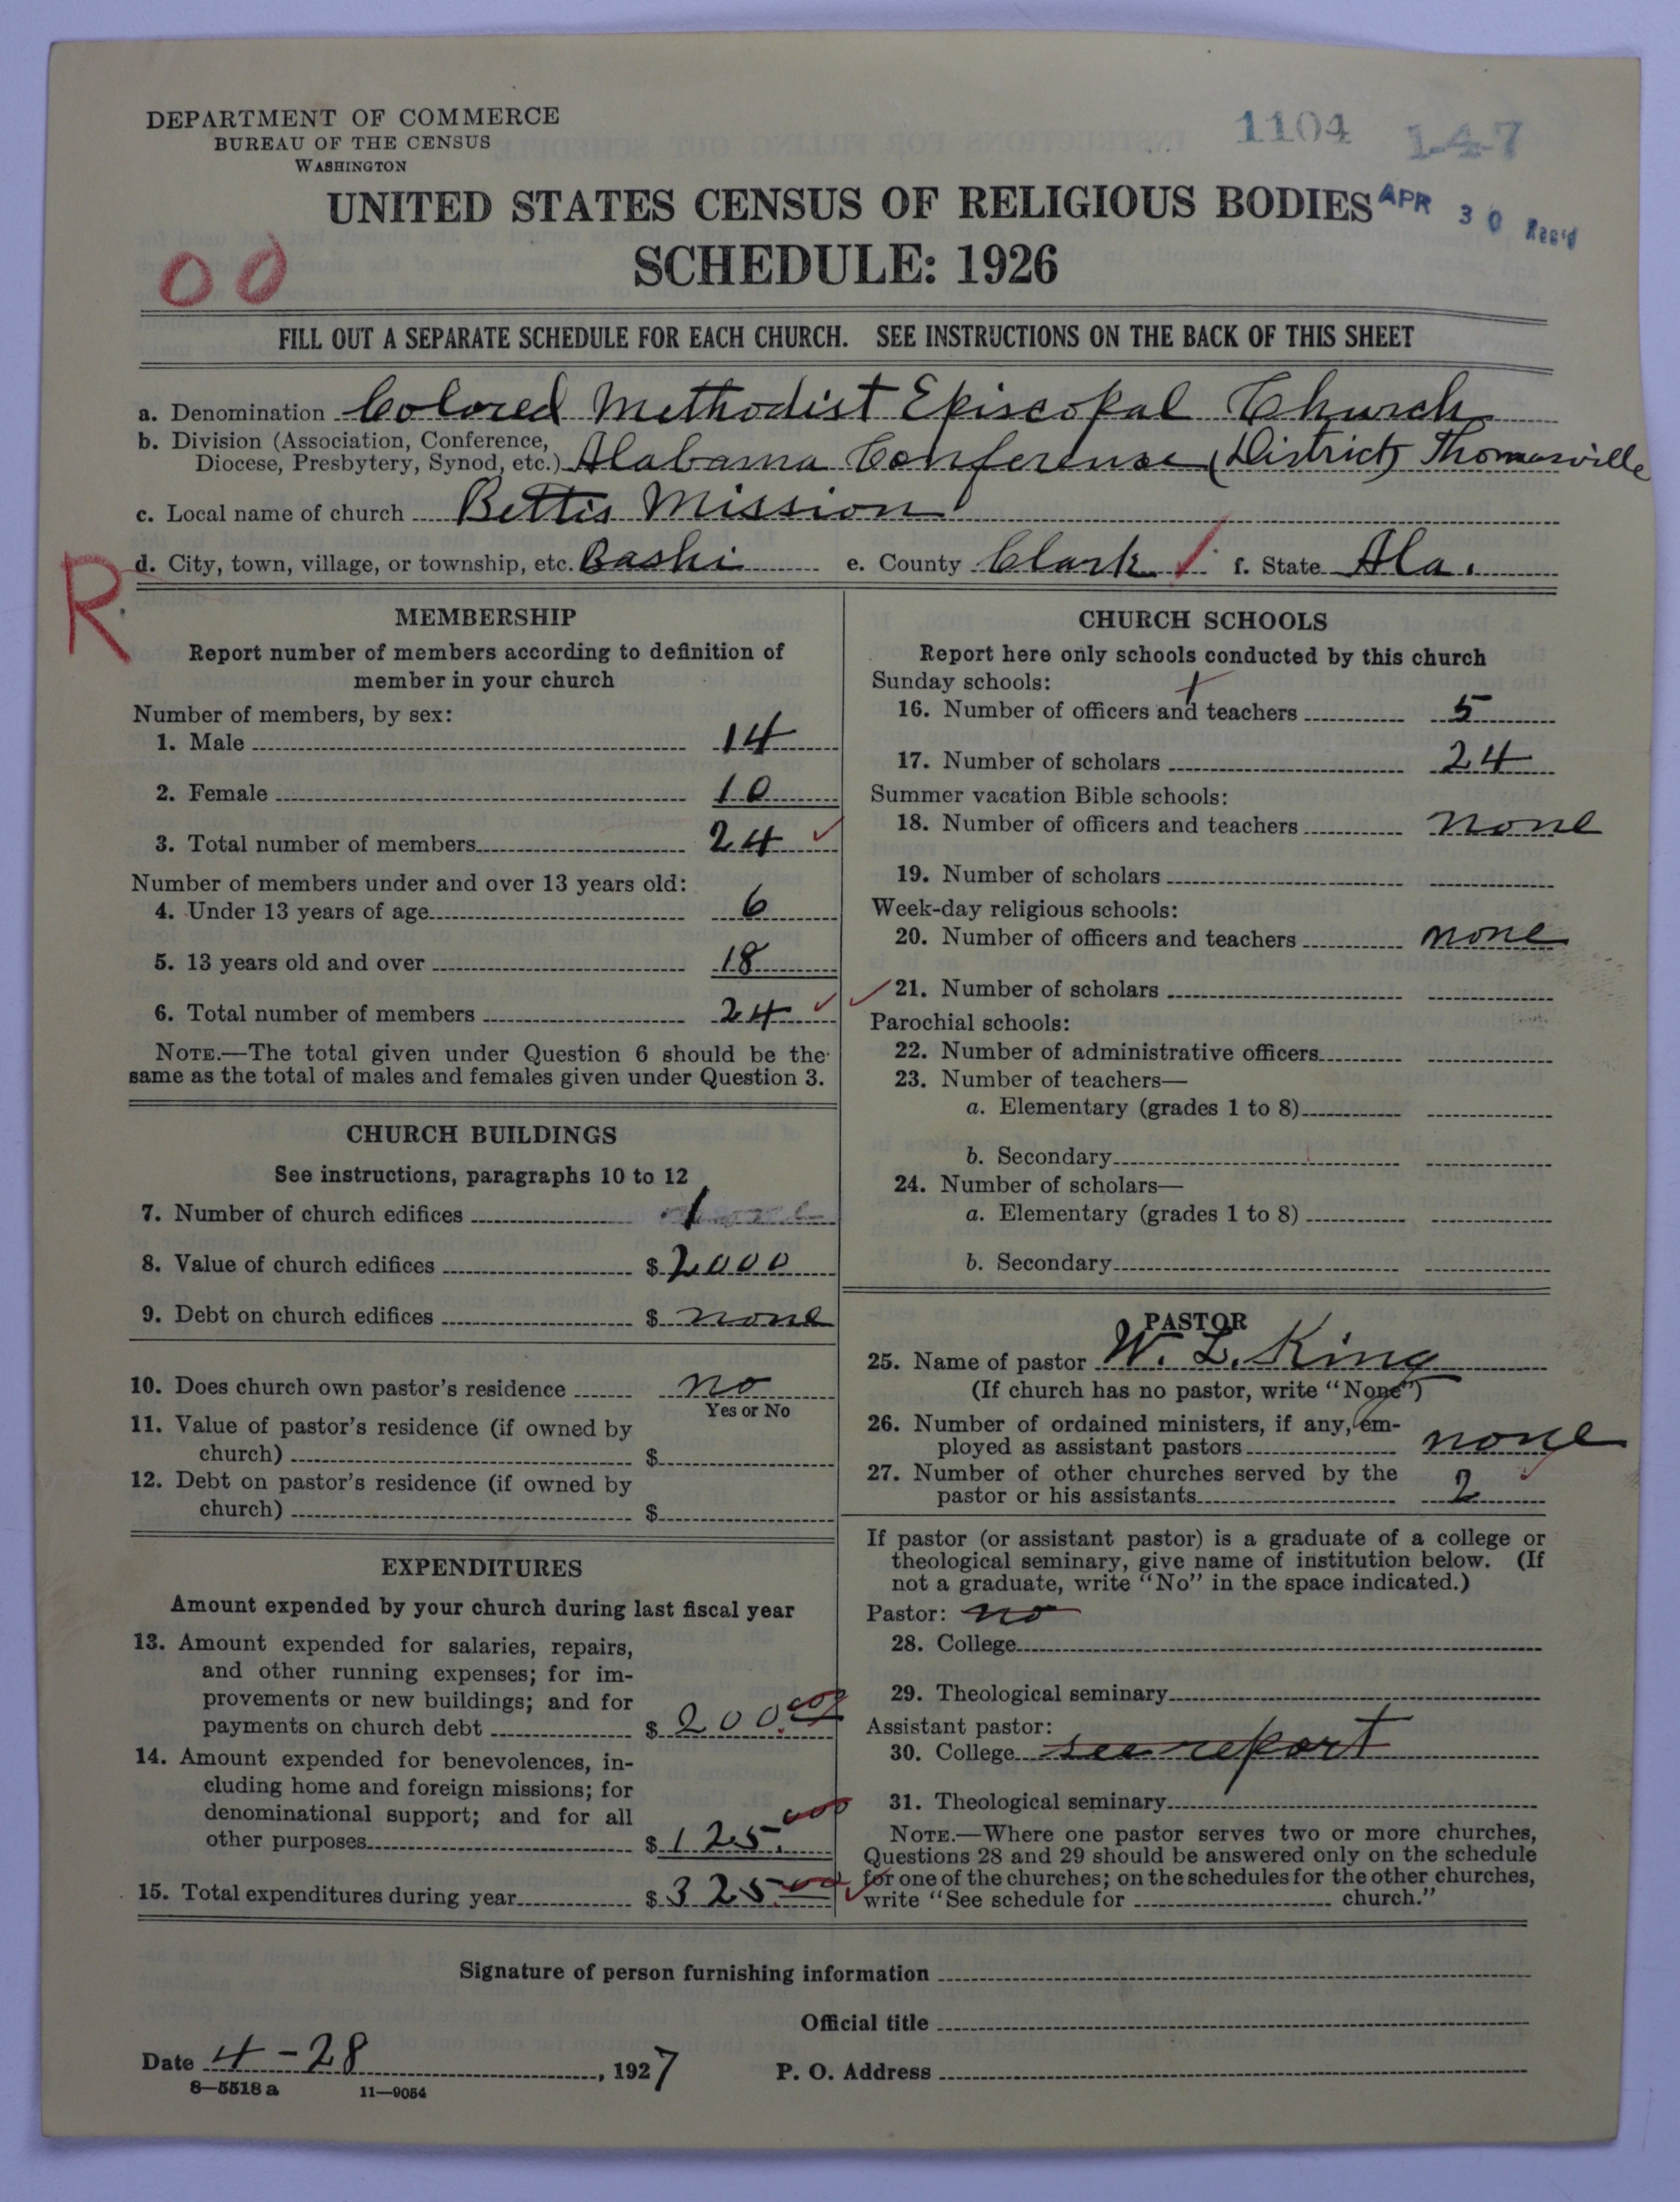 DEPARTMENT OF COMMERCE
BUREAU OF THE CENSUS
WASHINGTON
1104 147
UNITED STATES CENSUS OF RELIGIOUS BODIES
APR 30 Rec'd
SCHEDULE: 1926
00
FILL OUT A SEPARATE SCHEDULE FOR EACH CHURCH. SEE INSTRUCTIONS ON THE BACK OF THIS SHEET
a. Denomination Colored Methodist Episcopal Church
b. Division (Association, Conference,
Diocese, Presbytery, Synod, etc.) Alabama Conference (District) Thomasville
c. Local name of church Bettis Mission
R
d. City, town, village, or township, etc. Bashi e. County Clark f. State Ala.
MEMBERSHIP
Report number of members according to definition of
member in your church
Number of members, by sex:
1. Male 14
2. Female 10
3. Total number of members 24
Number of members under and over 13 years old:
4. Under 13 years of age 6
5. 13 years old and over 18
6. Total number of members 24
NOTE.—The total given under Question 6 should be the
same as the total of males and females given under Question 3.
CHURCH BUILDINGS
See instructions, paragraphs 10 to 12
7. Number of church edifices 1
8. Value of church edifices $2000
9. Debt on church edifices $ none
10. Does church own pastor's residence no
Yes or No
11. Value of pastor's residence (if owned by
church) $
12. Debt on pastor's residence (if owned by
church) $
EXPENDITURES
Amount expended by your church during last fiscal year
13. Amount expended for salaries, repairs,
and other running expenses; for im-
provements or new buildings; and for
payments on church debt $ 200.00
14. Amount expended for benevolences, in-
cluding home and foreign missions; for
denominational support; and for all
other purposes $ 125.00
15. Total expenditures during year $ 325.00
CHURCH SCHOOLS
Report here only schools conducted by this church
Sunday schools: 1
16. Number of officers and teachers 5
17. Number of scholars 24
Summer vacation Bible schools:
18. Number of officers and teachers none
19. Number of scholars
Week-day religious schools:
20. Number of officers and teachers none
21. Number of scholars
Parochial schools:
22. Number of administrative officers
23. Number of teachers—
a. Elementary (grades 1 to 8)
b. Secondary
24. Number of scholars—
a. Elementary (grades 1 to 8)
b. Secondary
PASTOR
25. Name of pastor W. L. King
(If church has no pastor, write "None")
26. Number of ordained ministers, if any, em-
ployed as assistant pastors none
27. Number of other churches served by the
pastor or his assistants 2
If pastor (or assistant pastor) is a graduate of a college or
theological seminary, give name of institution below. (If
not a graduate, write "No" in the space indicated.)
Pastor: no
28. College
29. Theological seminary
Assistant pastor:
30. College see report
31. Theological seminary
NOTE.—Where one pastor serves two or more churches,
Questions 28 and 29 should be answered only on the schedule
for one of the churches; on the schedules for the other churches,
write "See schedule for church."
Signature of person furnishing information
Official title
Date 4-28, 1927 P. O. Address
8—5518 a 11—9054